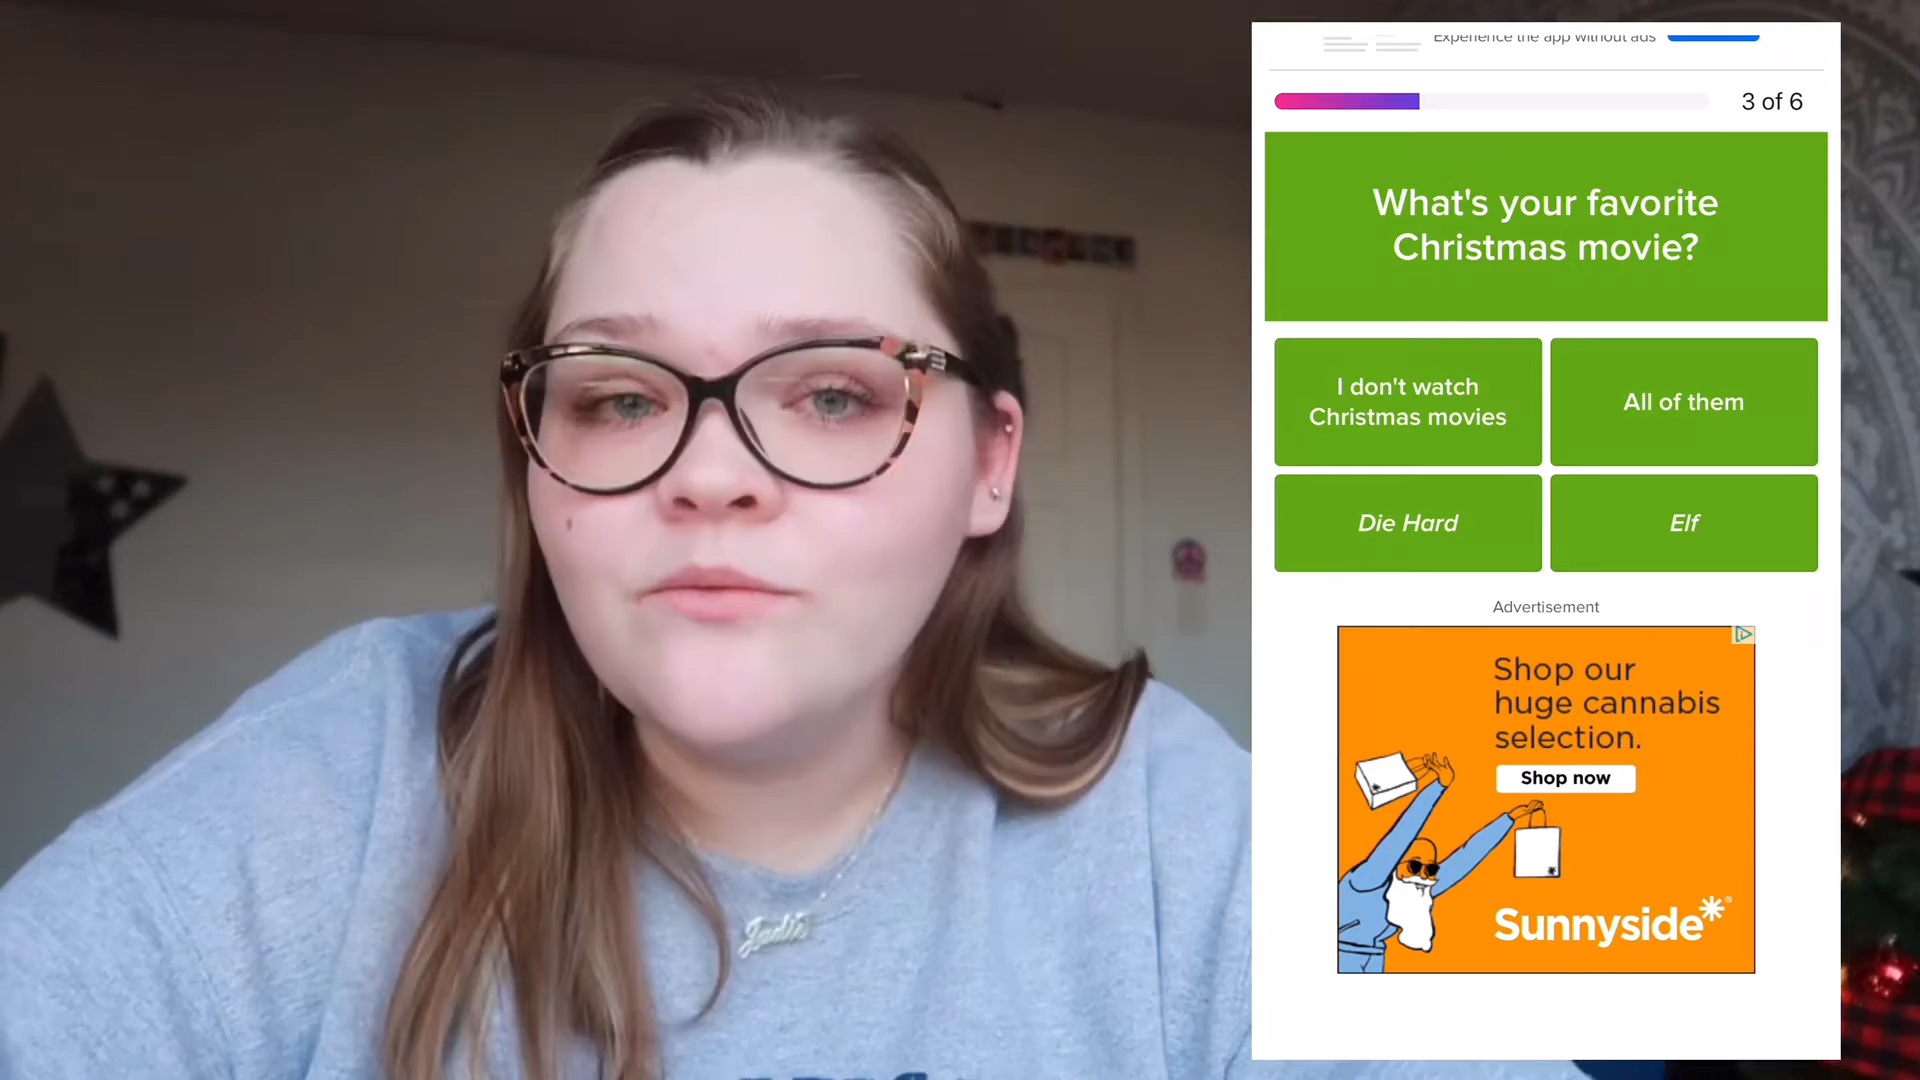 Experience the app without ads
3 of 6
What's your favorite
Christmas movie?
I don't watch
Christmas movies
All of them
Die Hard
Elf
Advertisement
Shop our
huge cannabis
selection.
Shop now
Sunnyside